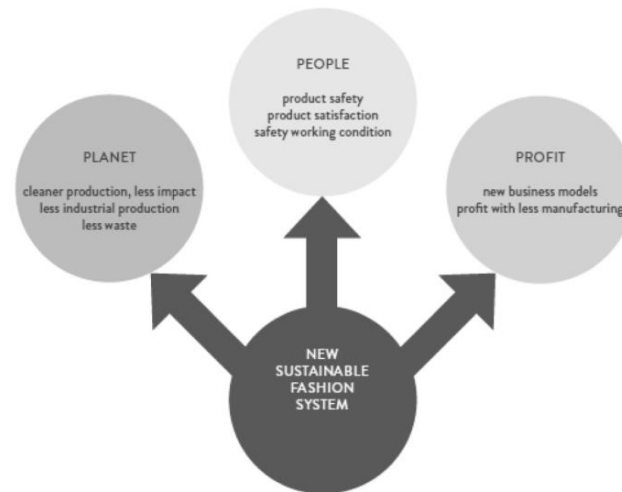 PEOPLE
product safety
product satisfaction
safety working condition
PLANET
cleaner production, less impact
less industrial production
less waste
PROFIT
new business models
profit with less manufacturing
NEW
SUSTAINABLE
FASHION
SYSTEM